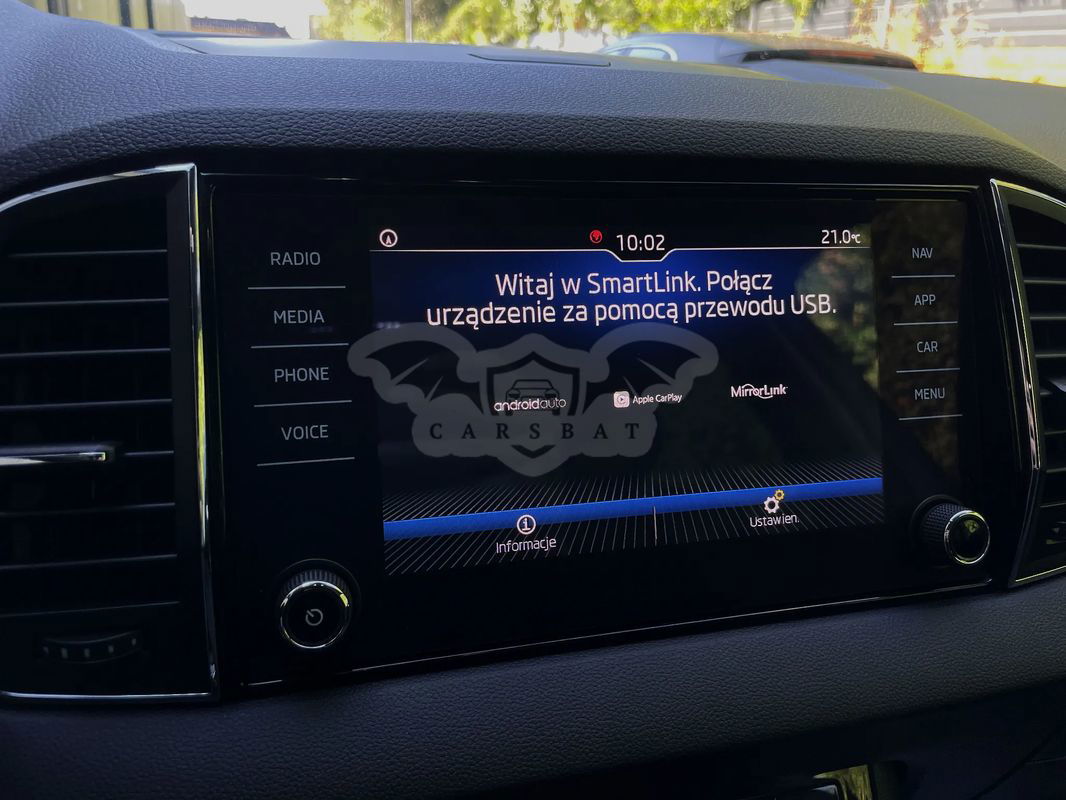 10:02
21.0°C
RADIO
MEDIA
PHONE
VOICE
Witaj w SmartLink. Połącz
urządzenie za pomocą przewodu USB.
androidauto
Apple CarPlay
MirrorLink
CARSBAT
Informacje
Ustawien.
NAV
APP
CAR
MENU